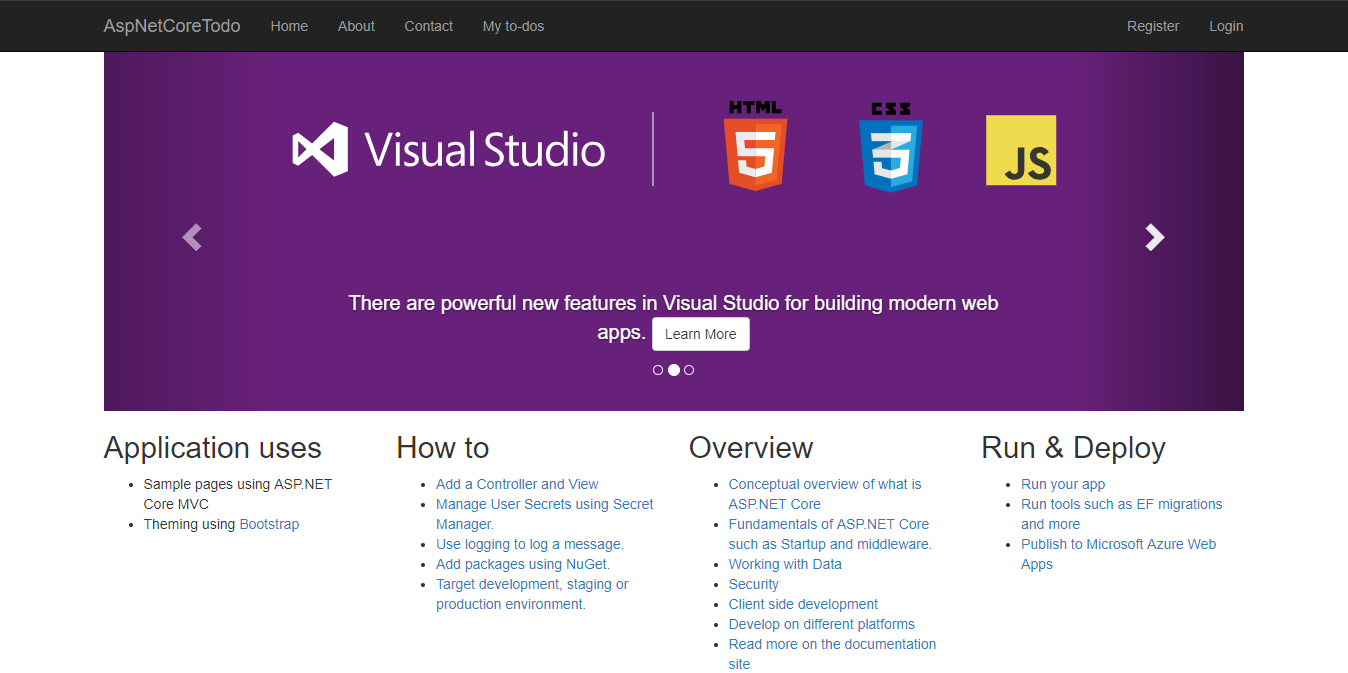 AspNetCoreTodo Home About Contact My to-dos Register Login
Visual Studio
HTML
5
CSS
3
JS
There are powerful new features in Visual Studio for building modern web
apps. Learn More
Application uses
Sample pages using ASP.NET
Core MVC
Theming using Bootstrap
How to
Add a Controller and View
Manage User Secrets using Secret
Manager.
Use logging to log a message.
Add packages using NuGet.
Target development, staging or
production environment.
Overview
Conceptual overview of what is
ASP.NET Core
Fundamentals of ASP.NET Core
such as Startup and middleware.
Working with Data
Security
Client side development
Develop on different platforms
Read more on the documentation
site
Run & Deploy
Run your app
Run tools such as EF migrations
and more
Publish to Microsoft Azure Web
Apps